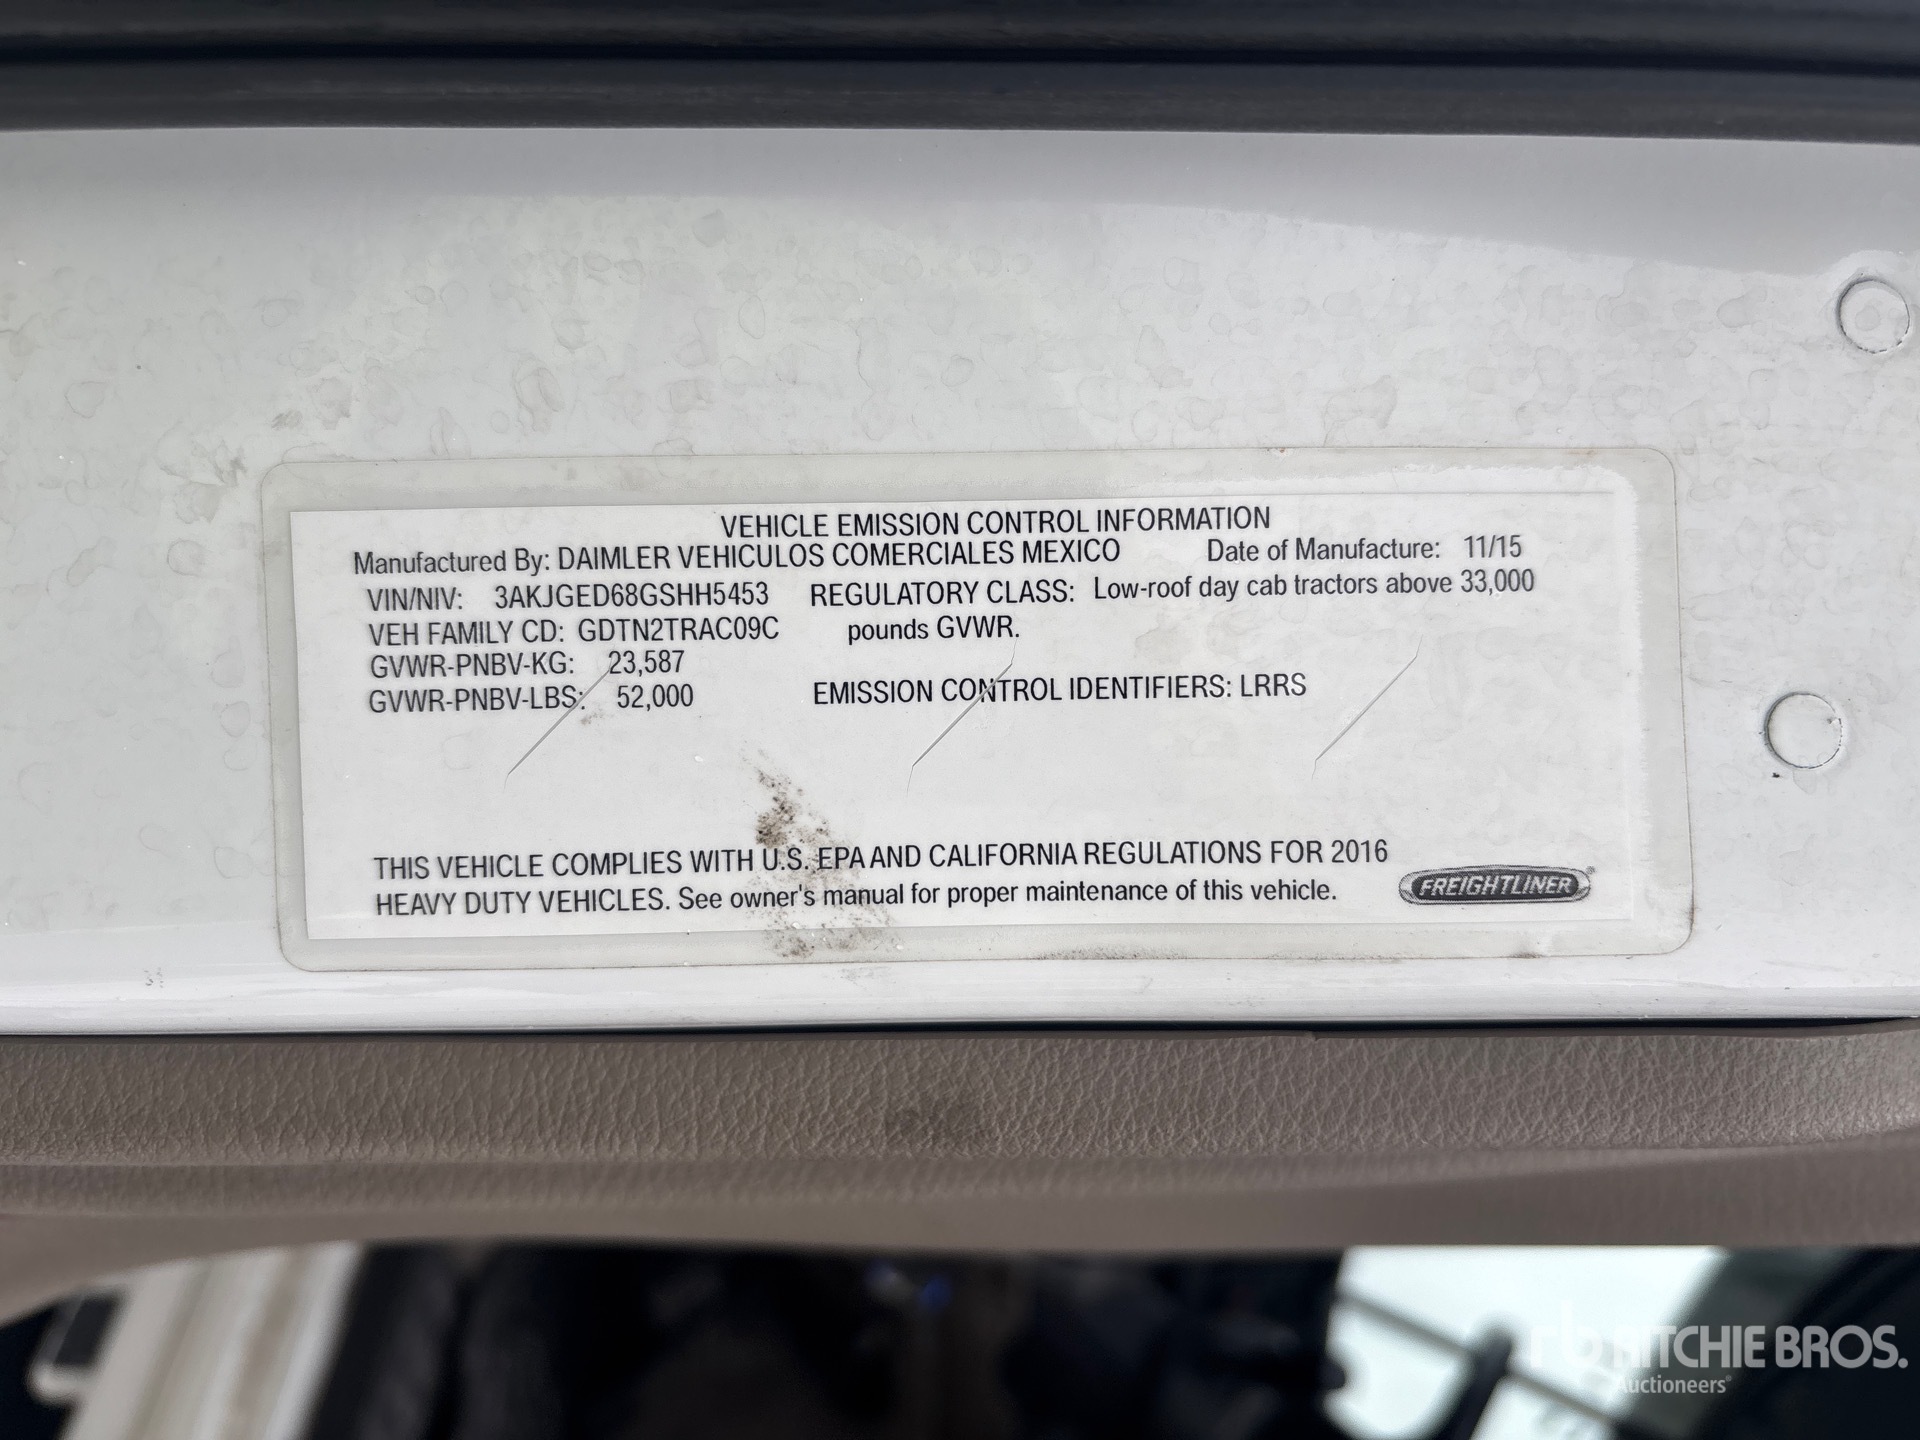 VEHICLE EMISSION CONTROL INFORMATION
Manufactured By: DAIMLER VEHICULOS COMERCIALES MEXICO Date of Manufacture: 11/15
VIN/NIV: 3AKJGED68GSHH5453 REGULATORY CLASS: Low-roof day cab tractors above 33,000
VEH FAMILY CD: GDTN2TRAC09C pounds GVWR.
GVWR-PNBV-KG: 23,587
GVWR-PNBV-LBS: 52,000 EMISSION CONTROL IDENTIFIERS: LRRS
THIS VEHICLE COMPLIES WITH U.S. EPA AND CALIFORNIA REGULATIONS FOR 2016
HEAVY DUTY VEHICLES. See owner's manual for proper maintenance of this vehicle.
FREIGHTLINER®
rb RITCHIE BROS.
Auctioneers®